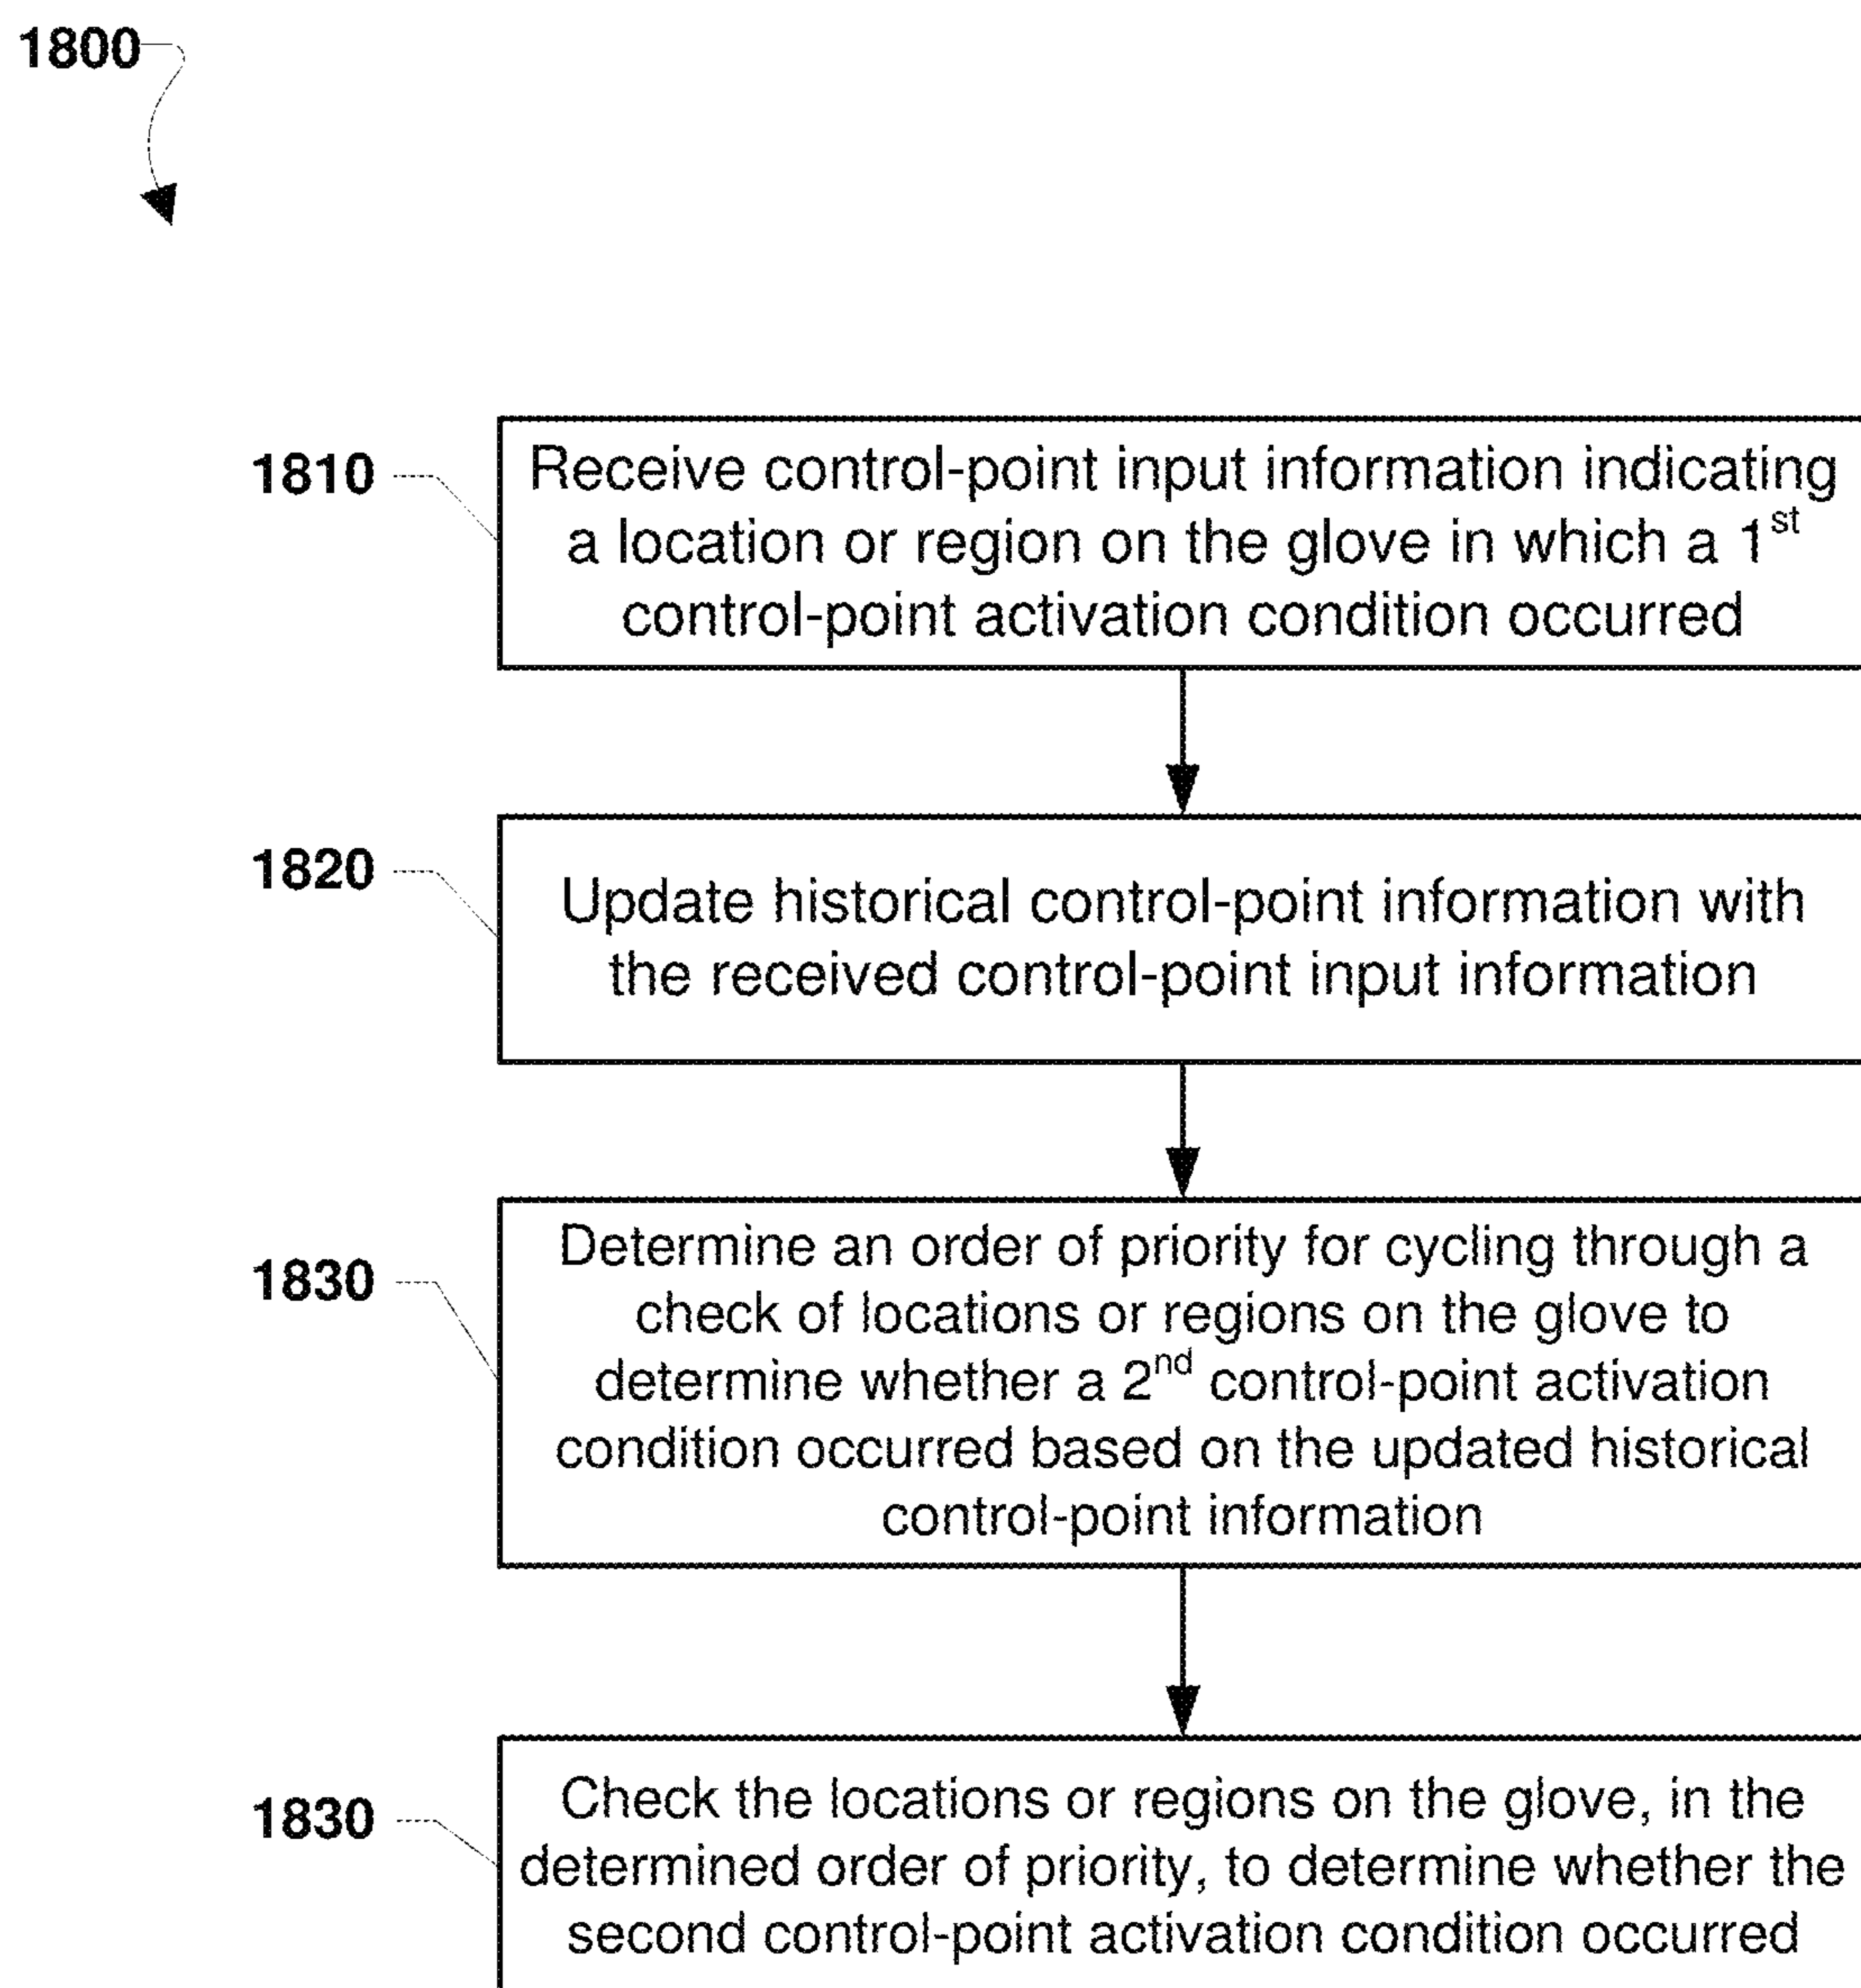 1800
1810
Receive control-point input information indicating
a location or region on the glove in which a 1st
control-point activation condition occurred
1820
Update historical control-point information with
the received control-point input information
1830
Determine an order of priority for cycling through a
check of locations or regions on the glove to
determine whether a 2nd control-point activation
condition occurred based on the updated historical
control-point information
1830
Check the locations or regions on the glove, in the
determined order of priority, to determine whether the
second control-point activation condition occurred